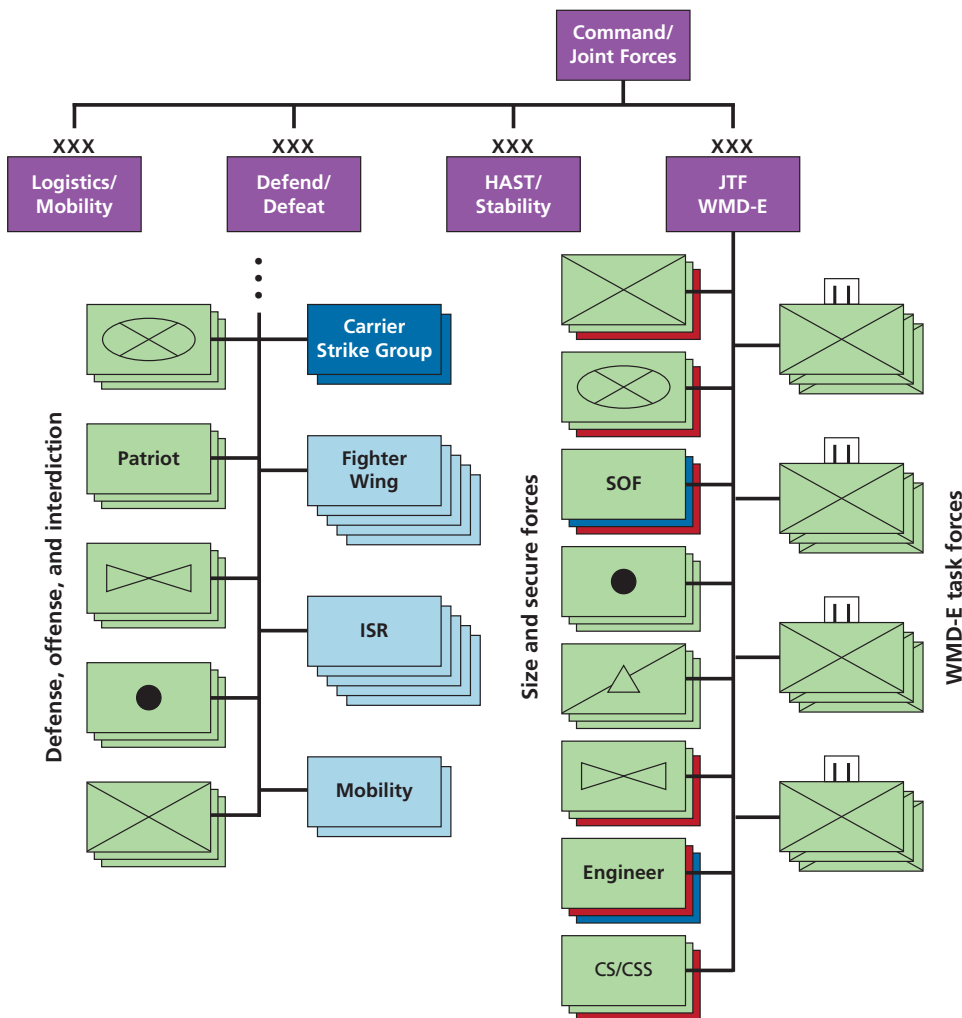 Command/
Joint Forces
XXX
XXX
XXX
XXX
Logistics/
Mobility
Defend/
Defeat
HAST/
Stability
JTF
WMD-E
Defense, offense, and interdiction
Carrier
Strike Group
Patriot
Fighter
Wing
ISR
Mobility
Size and secure forces
SOF
Engineer
CS/CSS
WMD-E task forces